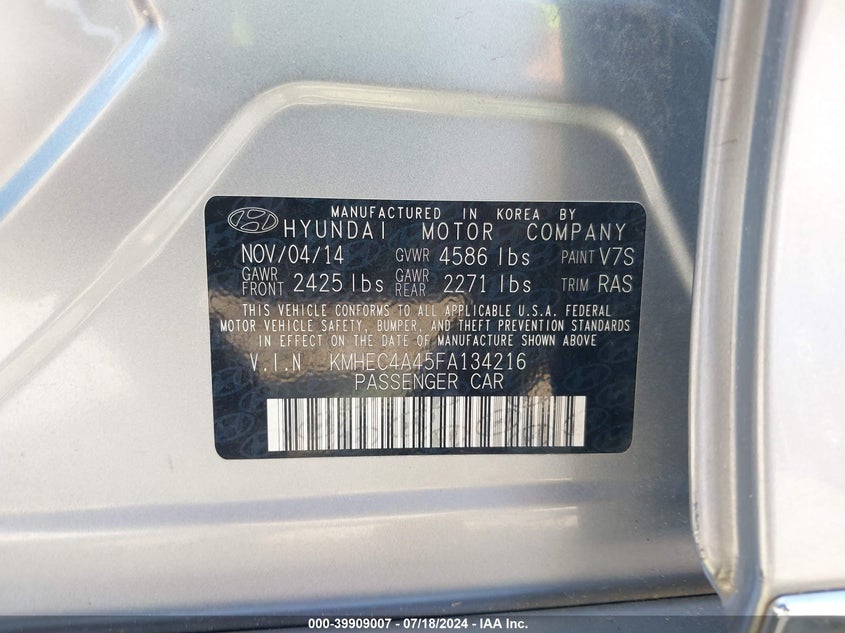 MANUFACTURED IN KOREA BY
HYUNDAI MOTOR COMPANY
NOV/04/14 GVWR 4586 lbs PAINT V7S
GAWR FRONT 2425 lbs GAWR REAR 2271 lbs TRIM RAS
THIS VEHICLE CONFORMS TO ALL APPLICABLE U.S.A. FEDERAL
MOTOR VEHICLE SAFETY, BUMPER, AND THEFT PREVENTION STANDARDS
IN EFFECT ON THE DATE OF MANUFACTURE SHOWN ABOVE
V.I.N KMHEC4A45FA134216
PASSENGER CAR
000-39909007 - 07/18/2024 - IAA Inc.